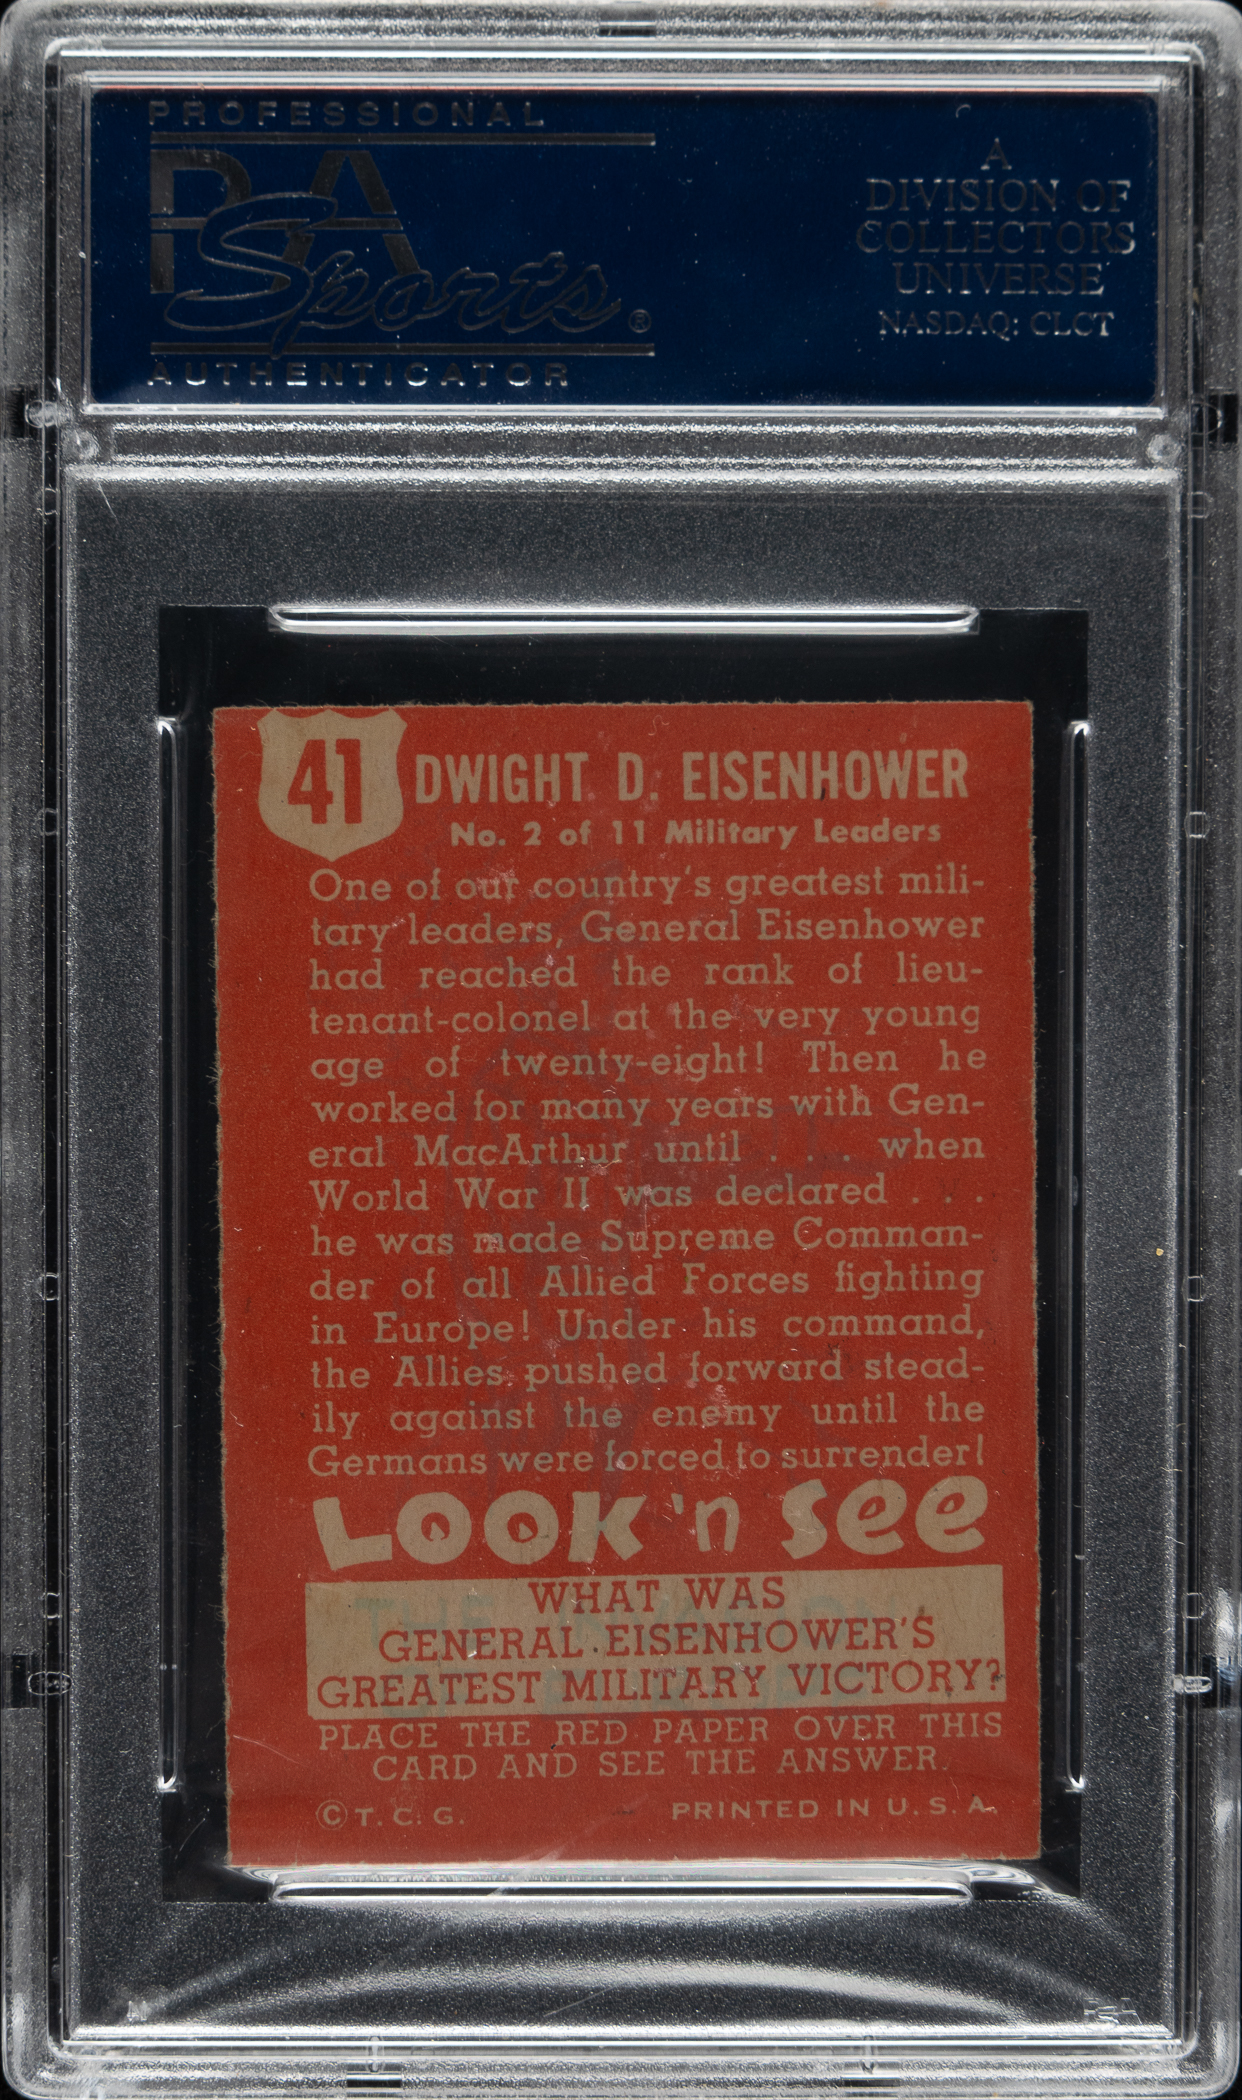 PROFESSIONAL
PSA
Sports ®
AUTHENTICATOR
A
DIVISION OF
COLLECTORS
UNIVERSE
NASDAQ: CLCT
41
DWIGHT D. EISENHOWER
No. 2 of 11 Military Leaders
One of our country's greatest mili-
tary leaders, General Eisenhower
had reached the rank of lieu-
tenant-colonel at the very young
age of twenty-eight! Then he
worked for many years with Gen-
eral MacArthur until . . . when
World War II was declared . . .
he was made Supreme Comman-
der of all Allied Forces fighting
in Europe! Under his command,
the Allies pushed forward stead-
ily against the enemy until the
Germans were forced to surrender!
LOOK 'n See
WHAT WAS
GENERAL EISENHOWER'S
GREATEST MILITARY VICTORY?
PLACE THE RED PAPER OVER THIS
CARD AND SEE THE ANSWER.
© T. C. G.
PRINTED IN U. S. A.